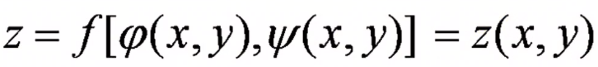 z = f[φ(x, y), ψ(x, y)] = z(x, y)